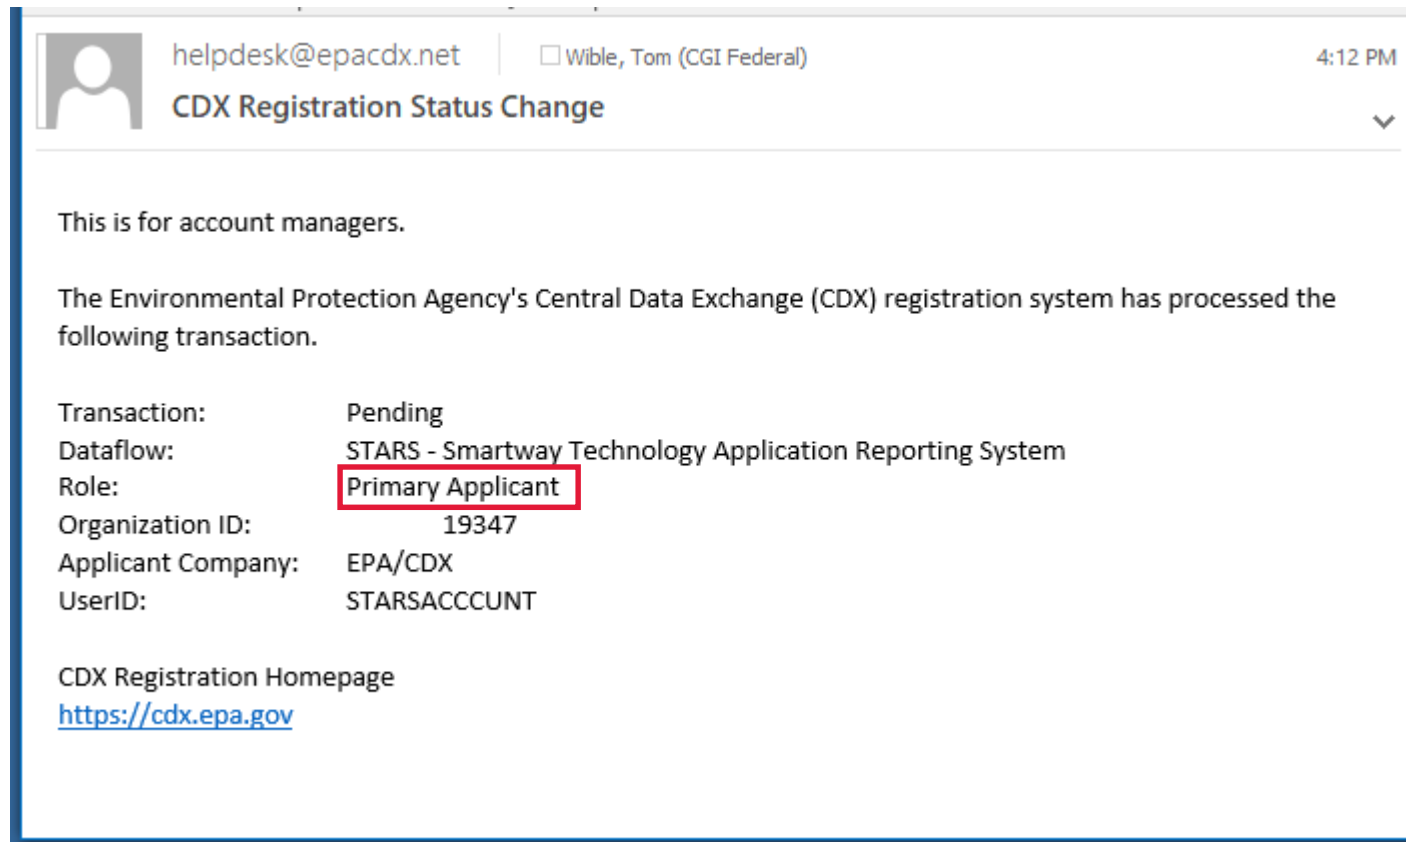 helpdesk@epacdx.net Wible, Tom (CGI Federal) 4:12 PM
CDX Registration Status Change
This is for account managers.
The Environmental Protection Agency's Central Data Exchange (CDX) registration system has processed the
following transaction.
Transaction: Pending
Dataflow: STARS - Smartway Technology Application Reporting System
Role: Primary Applicant
Organization ID: 19347
Applicant Company: EPA/CDX
UserID: STARSACCCUNT
CDX Registration Homepage
https://cdx.epa.gov